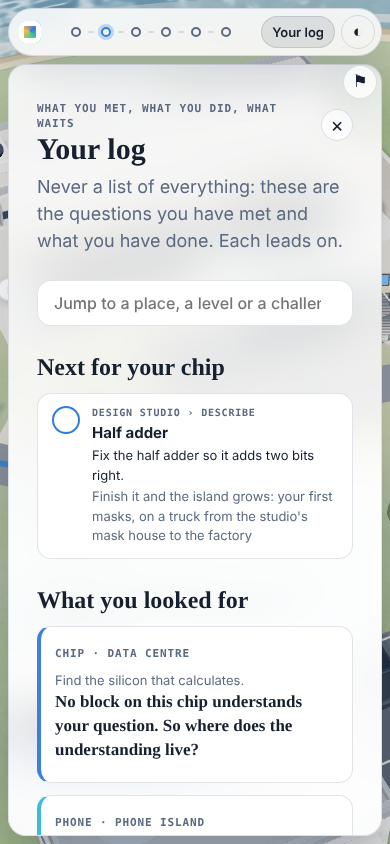 Your log
WHAT YOU MET, WHAT YOU DID, WHAT
WAITS
Your log
Never a list of everything: these are
the questions you have met and
what you have done. Each leads on.
Jump to a place, a level or a challer
Next for your chip
DESIGN STUDIO › DESCRIBE
Half adder
Fix the half adder so it adds two bits
right.
Finish it and the island grows: your first
masks, on a truck from the studio's
mask house to the factory
What you looked for
CHIP · DATA CENTRE
Find the silicon that calculates.
No block on this chip understands
your question. So where does the
understanding live?
PHONE · PHONE ISLAND